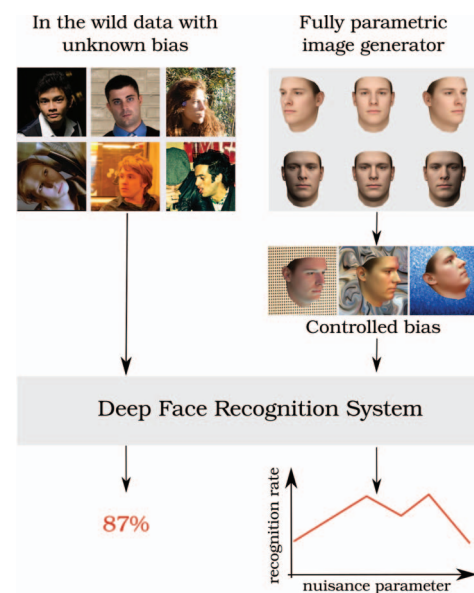 In the wild data with
unknown bias
Fully parametric
image generator
Controlled bias
Deep Face Recognition System
87%
recognition rate
nuisance parameter